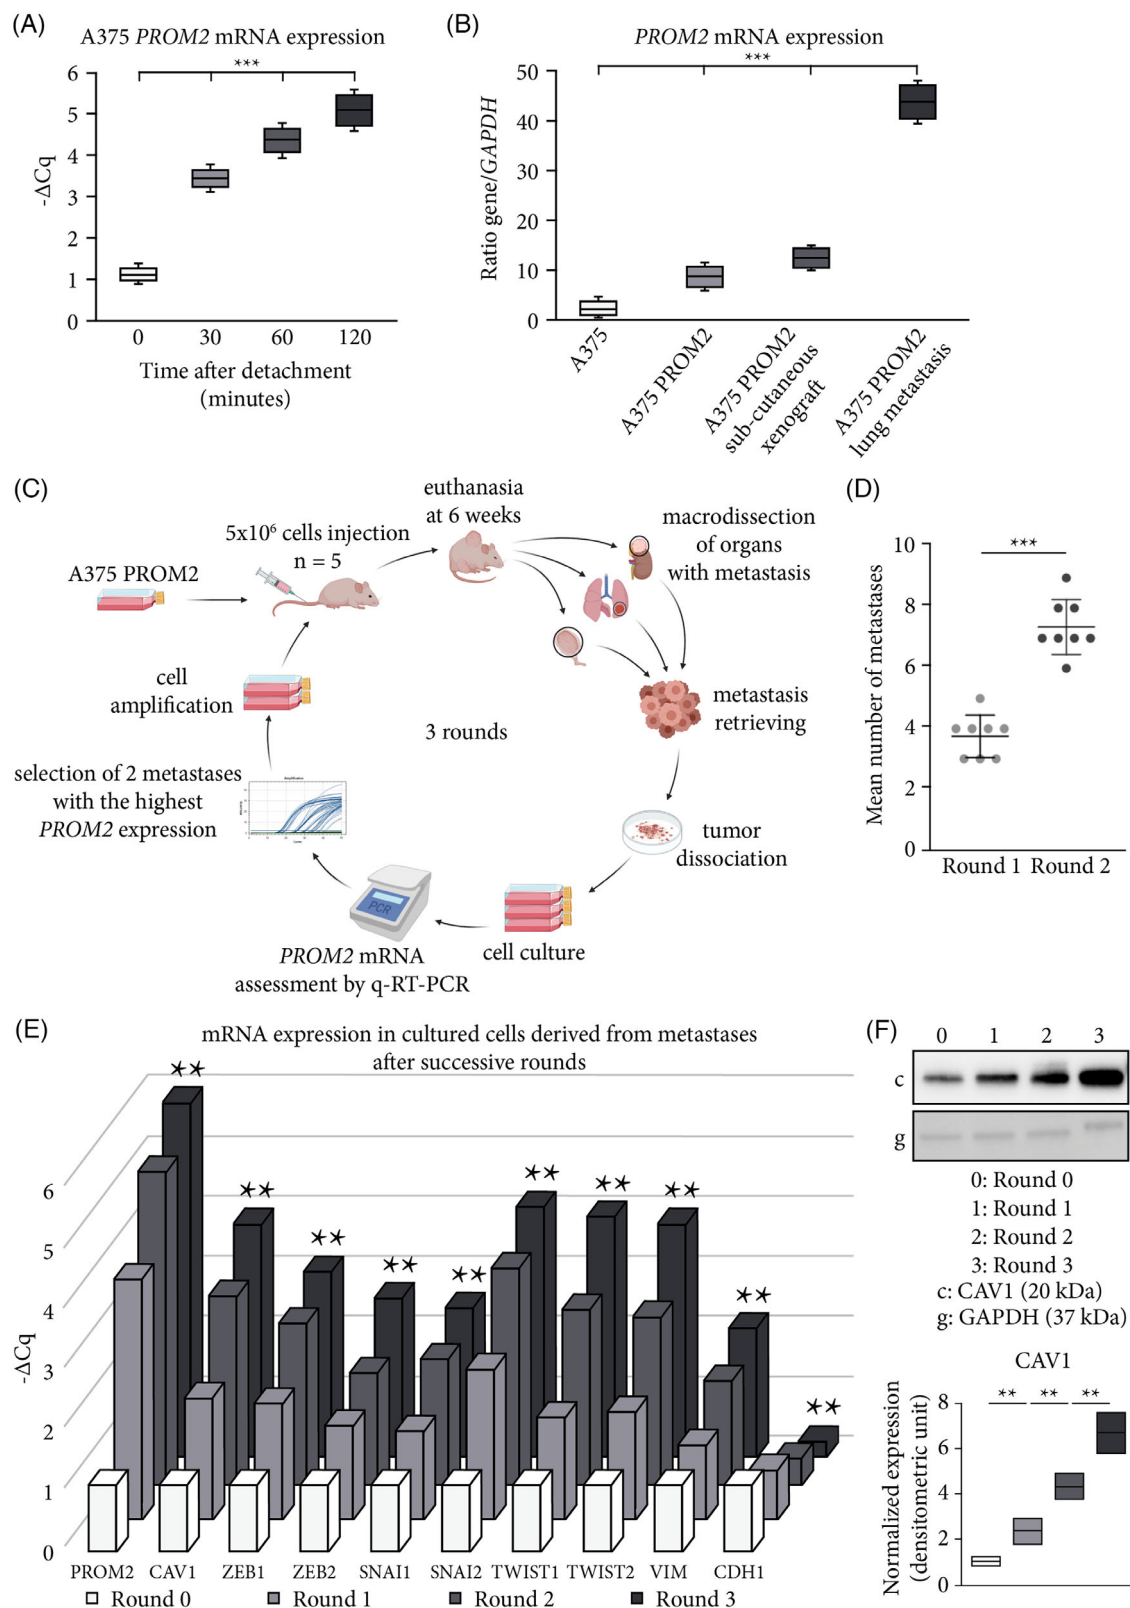 (A)
A375 PROM2 mRNA expression
***
6
5
4
3
2
1
0
-ΔCq
0 30 60 120
Time after detachment
(minutes)
(B)
PROM2 mRNA expression
***
50
40
30
20
10
0
Ratio gene/GAPDH
A375
A375 PROM2
A375 PROM2
sub-cutaneous
xenograft
A375 PROM2
lung metastasis
(C)
A375 PROM2
5x10⁶ cells injection
n = 5
euthanasia
at 6 weeks
macrodissection
of organs
with metastasis
metastasis
retrieving
tumor
dissociation
cell culture
PCR
PROM2 mRNA
assessment by q-RT-PCR
selection of 2 metastases
with the highest
PROM2 expression
Amplification
cell
amplification
3 rounds
(D)
***
10
8
6
4
2
0
Mean number of metastases
Round 1 Round 2
(E)
mRNA expression in cultured cells derived from metastases
after successive rounds
** ** ** ** ** ** ** ** ** **
6
5
4
3
2
1
0
-ΔCq
PROM2 CAV1 ZEB1 ZEB2 SNAI1 SNAI2 TWIST1 TWIST2 VIM CDH1
Round 0 Round 1 Round 2 Round 3
(F)
0 1 2 3
c
g
0: Round 0
1: Round 1
2: Round 2
3: Round 3
c: CAV1 (20 kDa)
g: GAPDH (37 kDa)
CAV1
** ** **
8
6
4
2
0
Normalized expression
(densitometric unit)